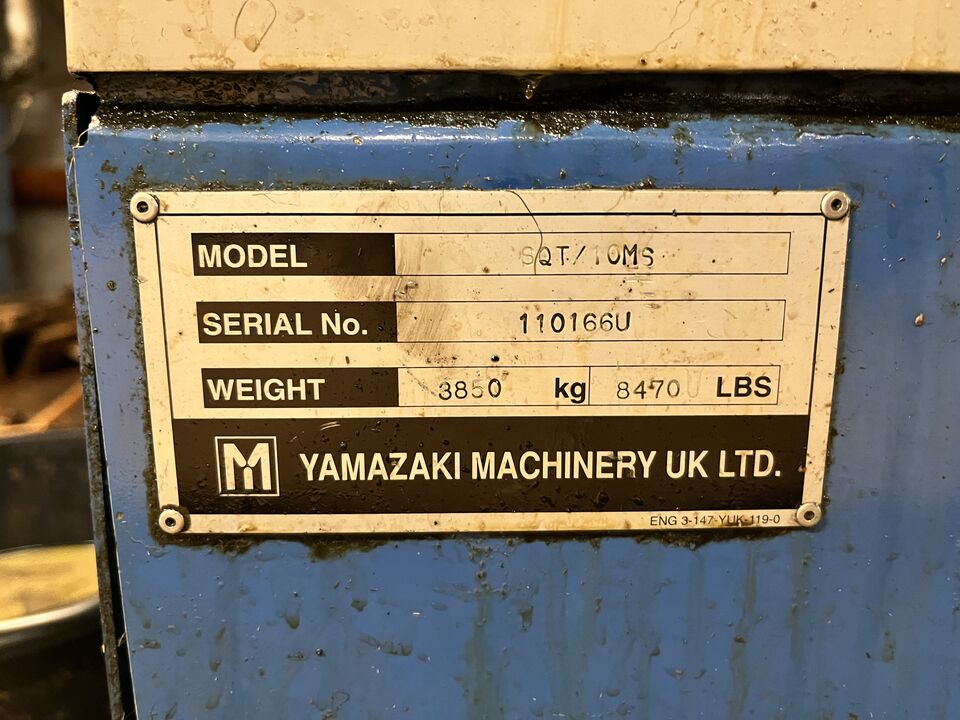 MODEL SQT/10MS
SERIAL No. 110166U
WEIGHT 3850 kg 8470 LBS
M YAMAZAKI MACHINERY UK LTD.
ENG 3-147-YUK-119-0